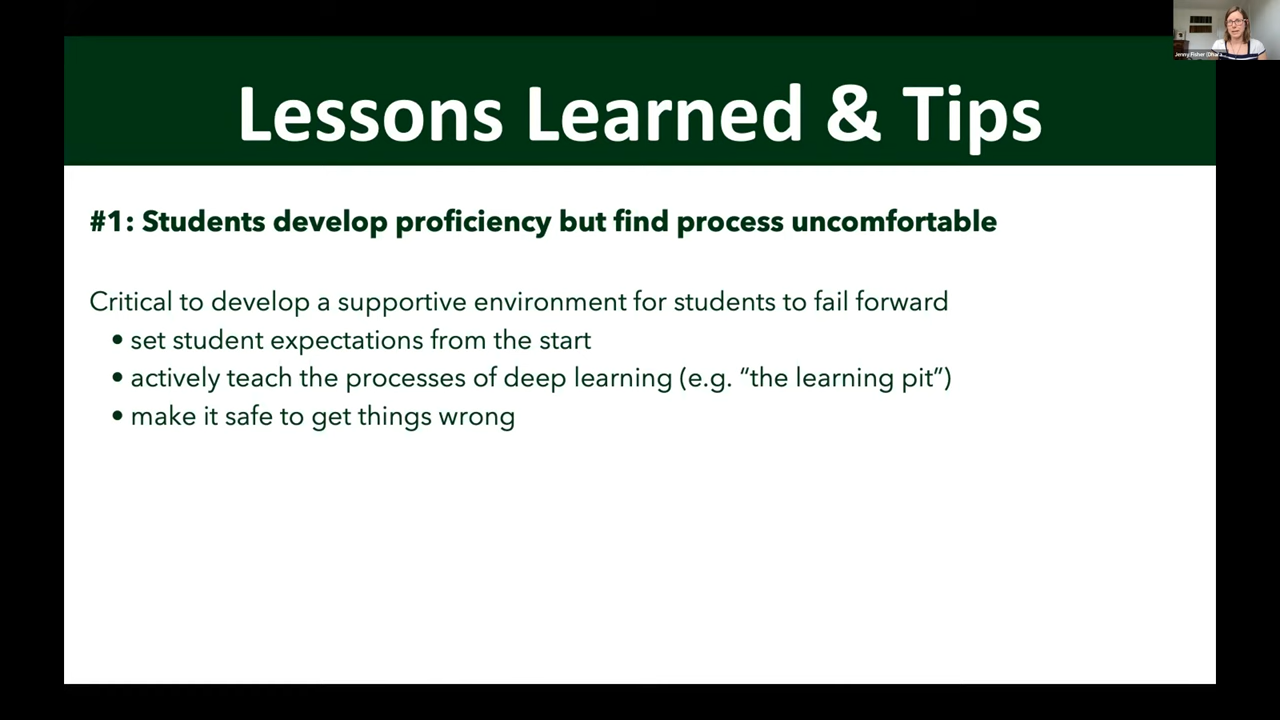 Lessons Learned & Tips
#1: Students develop proficiency but find process uncomfortable
Critical to develop a supportive environment for students to fail forward
• set student expectations from the start
• actively teach the processes of deep learning (e.g. “the learning pit”)
• make it safe to get things wrong
Jenny Fisher